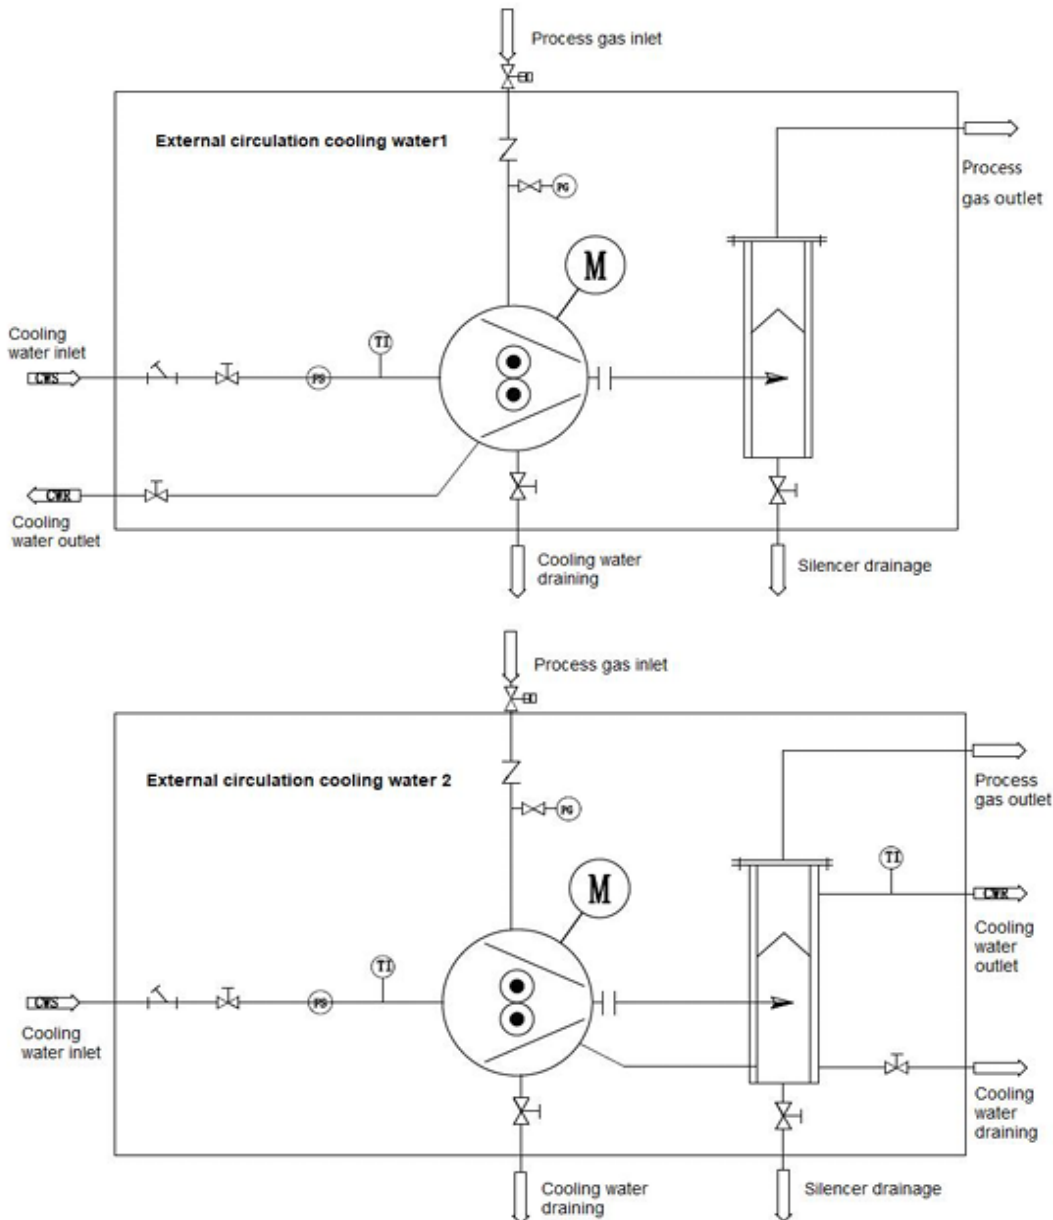 Process gas inlet
External circulation cooling water1
Process
gas outlet
PG
M
Cooling
water inlet
TI
CWS
PS
CWR
Cooling
water outlet
Cooling water
draining
Silencer drainage
Process gas inlet
External circulation cooling water 2
Process
gas outlet
PG
TI
M
CWR
Cooling
water
outlet
TI
CWS
PS
Cooling
water inlet
Cooling
water
draining
Cooling water
draining
Silencer drainage